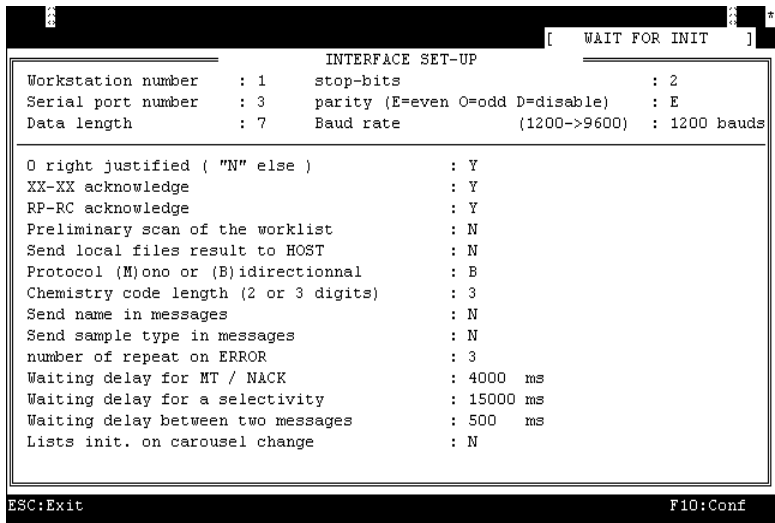 *
[ WAIT FOR INIT ]
INTERFACE SET-UP
Workstation number : 1 stop-bits : 2
Serial port number : 3 parity (E=even O=odd D=disable) : E
Data length : 7 Baud rate (1200->9600) : 1200 bauds
O right justified ( "N" else ) : Y
XX-XX acknowledge : Y
RP-RC acknowledge : Y
Preliminary scan of the worklist : N
Send local files result to HOST : N
Protocol (M)ono or (B)idirectionnal : B
Chemistry code length (2 or 3 digits) : 3
Send name in messages : N
Send sample type in messages : N
number of repeat on ERROR : 3
Waiting delay for MT / NACK : 4000 ms
Waiting delay for a selectivity : 15000 ms
Waiting delay between two messages : 500 ms
Lists init. on carousel change : N
ESC:Exit F10:Conf